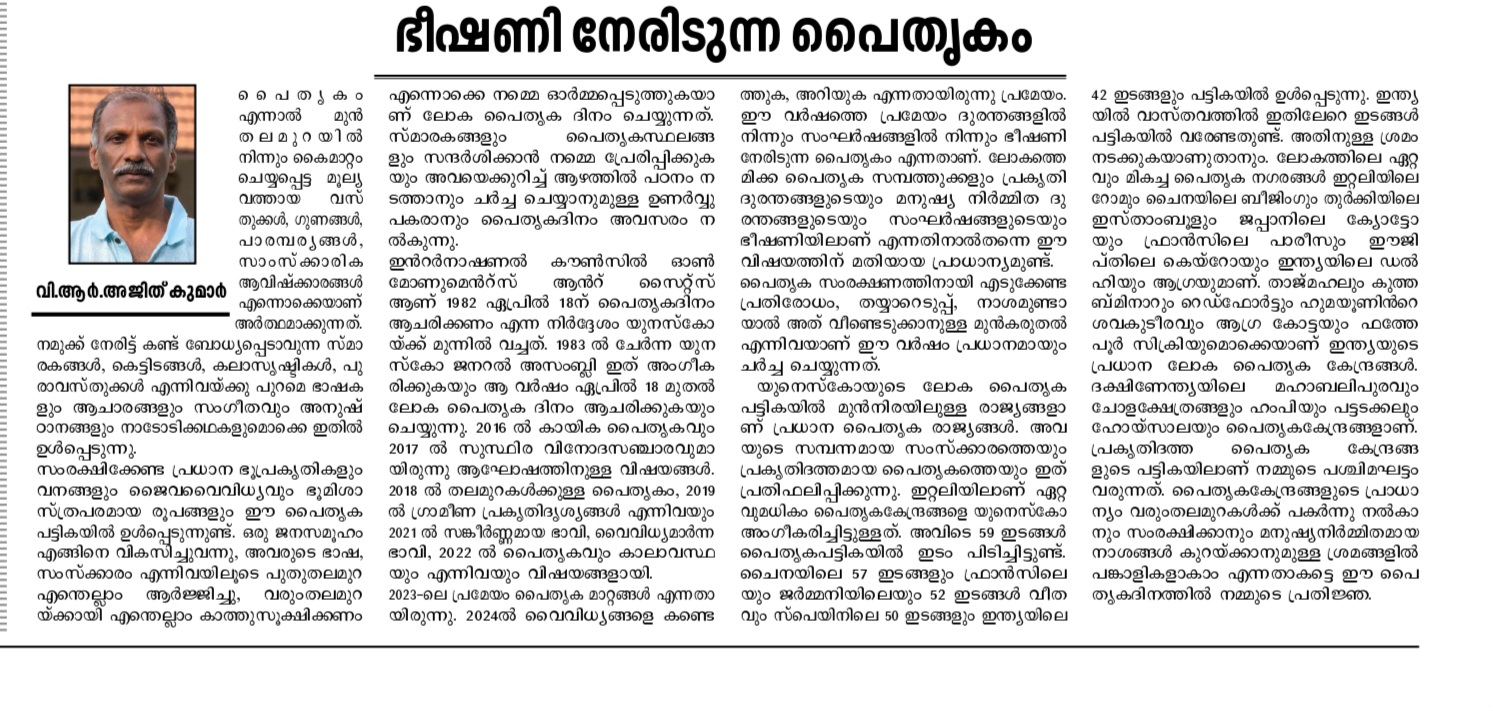 ഭീഷണി നേരിടുന്ന പൈതൃകം
വി.ആർ.അജിത് കുമാർ
പൈതൃകം
എന്നാൽ മുൻ
തലമുറയിൽ
നിന്നും കൈമാറ്റം
ചെയ്യപ്പെട്ട മൂല്യ
വത്തായ വസ്
തുക്കൾ, ഗുണങ്ങൾ,
പാരമ്പര്യങ്ങൾ,
സാംസ്ക്കാരിക
ആവിഷ്ക്കാരങ്ങൾ
എന്നൊക്കെയാണ്
അർത്ഥമാക്കുന്നത്.
നമുക്ക് നേരിട്ട് കണ്ട് ബോധ്യപ്പെടാവുന്ന സ്മാ
രകങ്ങൾ, കെട്ടിടങ്ങൾ, കലാസൃഷ്ടികൾ, പു
രാവസ്തുക്കൾ എന്നിവയ്ക്കു പുറമെ ഭാഷക
ളും ആചാരങ്ങളും സംഗീതവും അനുഷ്
ഠാനങ്ങളും നാടോടിക്കഥകളുമൊക്കെ ഇതിൽ
ഉൾപ്പെടുന്നു.
സംരക്ഷിക്കേണ്ട പ്രധാന ഭൂപ്രകൃതികളും
വനങ്ങളും ജൈവവൈവിധ്യവും ഭൂമിശാ
സ്ത്രപരമായ രൂപങ്ങളും ഈ പൈതൃക
പട്ടികയിൽ ഉൾപ്പെടുന്നുണ്ട്. ഒരു ജനസമൂഹം
എങ്ങിനെ വികസിച്ചുവന്നു, അവരുടെ ഭാഷ,
സംസ്ക്കാരം എന്നിവയിലൂടെ പുതുതലമുറ
എന്തെല്ലാം ആർജ്ജിച്ചു, വരുംതലമുറ
യ്ക്കായി എന്തെല്ലാം കാത്തുസൂക്ഷിക്കണം
എന്നൊക്കെ നമ്മെ ഓർമ്മപ്പെടുത്തുകയാ
ണ് ലോക പൈതൃക ദിനം ചെയ്യുന്നത്.
സ്മാരകങ്ങളും പൈതൃകസ്ഥലങ്ങ
ളും സന്ദർശിക്കാൻ നമ്മെ പ്രേരിപ്പിക്കുക
യും അവയെക്കുറിച്ച് ആഴത്തിൽ പഠനം ന
ടത്താനും ചർച്ച ചെയ്യാനുമുള്ള ഉണർവ്വു
പകരാനും പൈതൃകദിനം അവസരം ന
ൽകുന്നു.
ഇൻറർനാഷണൽ കൗൺസിൽ ഓൺ
മോണുമെൻറ്സ് ആൻറ് സൈറ്റ്സ്
ആണ് 1982 ഏപ്രിൽ 18ന് പൈതൃകദിനം
ആചരിക്കണം എന്ന നിർദ്ദേശം യുനസ്കോ
യ്ക്ക് മുന്നിൽ വച്ചത്. 1983 ൽ ചേർന്ന യുന
സ്കോ ജനറൽ അസംബ്ലി ഇത് അംഗീക
രിക്കുകയും ആ വർഷം ഏപ്രിൽ 18 മുതൽ
ലോക പൈതൃക ദിനം ആചരിക്കുകയും
ചെയ്യുന്നു. 2016 ൽ കായിക പൈതൃകവും
2017 ൽ സുസ്ഥിര വിനോദസഞ്ചാരവുമാ
യിരുന്നു ആഘോഷത്തിനുള്ള വിഷയങ്ങൾ.
2018 ൽ തലമുറകൾക്കുള്ള പൈതൃകം, 2019
ൽ ഗ്രാമീണ പ്രകൃതിദൃശ്യങ്ങൾ എന്നിവയും
2021 ൽ സങ്കീർണ്ണമായ ഭാവി, വൈവിധ്യമാർന്ന
ഭാവി, 2022 ൽ പൈതൃകവും കാലാവസ്ഥ
യും എന്നിവയും വിഷയങ്ങളായി.
2023-ലെ പ്രമേയം പൈതൃക മാറ്റങ്ങൾ എന്നതാ
യിരുന്നു. 2024ൽ വൈവിധ്യങ്ങളെ കണ്ടെ
ത്തുക, അറിയുക എന്നതായിരുന്നു പ്രമേയം.
ഈ വർഷത്തെ പ്രമേയം ദുരന്തങ്ങളിൽ
നിന്നും സംഘർഷങ്ങളിൽ നിന്നും ഭീഷണി
നേരിടുന്ന പൈതൃകം എന്നതാണ്. ലോകത്തെ
മിക്ക പൈതൃക സമ്പത്തുക്കളും പ്രകൃതി
ദുരന്തങ്ങളുടെയും മനുഷ്യ നിർമ്മിത ദു
രന്തങ്ങളുടെയും സംഘർഷങ്ങളുടെയും
ഭീഷണിയിലാണ് എന്നതിനാൽതന്നെ ഈ
വിഷയത്തിന് മതിയായ പ്രാധാന്യമുണ്ട്.
പൈതൃക സംരക്ഷണത്തിനായി എടുക്കേണ്ട
പ്രതിരോധം, തയ്യാറെടുപ്പ്, നാശമുണ്ടാ
യാൽ അത് വീണ്ടെടുക്കാനുള്ള മുൻകരുതൽ
എന്നിവയാണ് ഈ വർഷം പ്രധാനമായും
ചർച്ച ചെയ്യുന്നത്.
യുനെസ്കോയുടെ ലോക പൈതൃക
പട്ടികയിൽ മുൻനിരയിലുള്ള രാജ്യങ്ങളാ
ണ് പ്രധാന പൈതൃക രാജ്യങ്ങൾ. അവ
യുടെ സമ്പന്നമായ സംസ്ക്കാരത്തെയും
പ്രകൃതിദത്തമായ പൈതൃകത്തെയും ഇത്
പ്രതിഫലിപ്പിക്കുന്നു. ഇറ്റലിയിലാണ് ഏറ്റ
വുമധികം പൈതൃകകേന്ദ്രങ്ങളെ യുനെസ്കോ
അംഗീകരിച്ചിട്ടുള്ളത്. അവിടെ 59 ഇടങ്ങൾ
പൈതൃകപട്ടികയിൽ ഇടം പിടിച്ചിട്ടുണ്ട്.
ചൈനയിലെ 57 ഇടങ്ങളും ഫ്രാൻസിലെ
യും ജർമ്മനിയിലെയും 52 ഇടങ്ങൾ വീത
വും സ്പെയിനിലെ 50 ഇടങ്ങളും ഇന്ത്യയിലെ
42 ഇടങ്ങളും പട്ടികയിൽ ഉൾപ്പെടുന്നു. ഇന്ത്യ
യിൽ വാസ്തവത്തിൽ ഇതിലേറെ ഇടങ്ങൾ
പട്ടികയിൽ വരേണ്ടതുണ്ട്. അതിനുള്ള ശ്രമം
നടക്കുകയാണുതാനും. ലോകത്തിലെ ഏറ്റ
വും മികച്ച പൈതൃക നഗരങ്ങൾ ഇറ്റലിയിലെ
റോമും ചൈനയിലെ ബീജിംഗും തുർക്കിയിലെ
ഇസ്താംബൂളും ജപ്പാനിലെ ക്യോട്ടോ
യും ഫ്രാൻസിലെ പാരീസും ഈജി
പ്തിലെ കെയ്റോയും ഇന്ത്യയിലെ ഡൽ
ഹിയും ആഗ്രയുമാണ്. താജ്മഹലും കുത്ത
ബ്മിനാറും റെഡ്ഫോർട്ടും ഹുമയൂണിൻറെ
ശവകുടീരവും ആഗ്ര കോട്ടയും ഫത്തേ
പൂർ സിക്രിയുമൊക്കെയാണ് ഇന്ത്യയുടെ
പ്രധാന ലോക പൈതൃക കേന്ദ്രങ്ങൾ.
ദക്ഷിണേന്ത്യയിലെ മഹാബലിപുരവും
ചോളക്ഷേത്രങ്ങളും ഹംപിയും പട്ടടക്കലും
ഹോയ്സാലയും പൈതൃകകേന്ദ്രങ്ങളാണ്.
പ്രകൃതിദത്ത പൈതൃക കേന്ദ്രങ്ങ
ളുടെ പട്ടികയിലാണ് നമ്മുടെ പശ്ചിമഘട്ടം
വരുന്നത്. പൈതൃകകേന്ദ്രങ്ങളുടെ പ്രാധാ
ന്യം വരുംതലമുറകൾക്ക് പകർന്നു നൽകാ
നും സംരക്ഷിക്കാനും മനുഷ്യനിർമ്മിതമായ
നാശങ്ങൾ കുറയ്ക്കാനുമുള്ള ശ്രമങ്ങളിൽ
പങ്കാളികളാകാം എന്നതാകട്ടെ ഈ പൈ
തൃകദിനത്തിൽ നമ്മുടെ പ്രതിജ്ഞ.